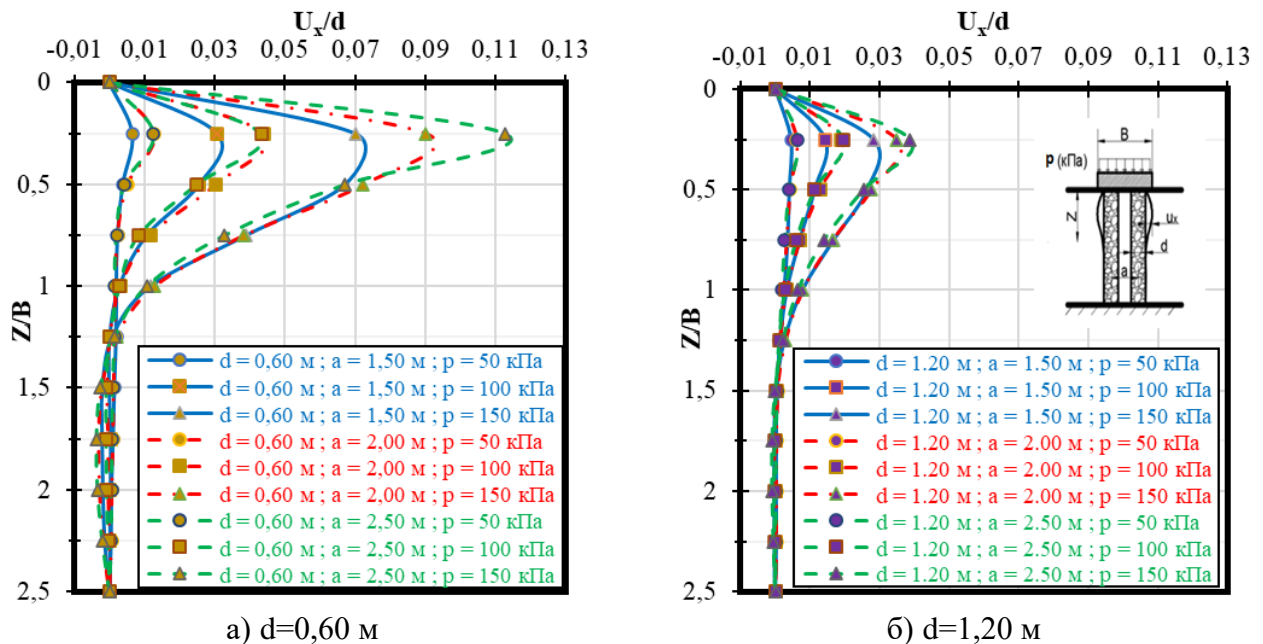 Uₓ/d
-0,01 0,01 0,03 0,05 0,07 0,09 0,11 0,13
Z/B
0
0,5
1
1,5
2
2,5
d = 0,60 м ; a = 1,50 м ; p = 50 кПа
d = 0,60 м ; a = 1,50 м ; p = 100 кПа
d = 0,60 м ; a = 1,50 м ; p = 150 кПа
d = 0,60 м ; a = 2,00 м ; p = 50 кПа
d = 0,60 м ; a = 2,00 м ; p = 100 кПа
d = 0,60 м ; a = 2,00 м ; p = 150 кПа
d = 0,60 м ; a = 2,50 м ; p = 50 кПа
d = 0,60 м ; a = 2,50 м ; p = 100 кПа
d = 0,60 м ; a = 2,50 м ; p = 150 кПа
а) d=0,60 м
Uₓ/d
-0,01 0,01 0,03 0,05 0,07 0,09 0,11 0,13
Z/B
0
0,5
1
1,5
2
2,5
B
p (кПа)
Z
uₓ
d
a
d = 1.20 м ; a = 1.50 м ; p = 50 кПа
d = 1.20 м ; a = 1.50 м ; p = 100 кПа
d = 1.20 м ; a = 1.50 м ; p = 150 кПа
d = 1.20 м ; a = 2.00 м ; p = 50 кПа
d = 1.20 м ; a = 2.00 м ; p = 100 кПа
d = 1.20 м ; a = 2.00 м ; p = 150 кПа
d = 1.20 м ; a = 2.50 м ; p = 50 кПа
d = 1.20 м ; a = 2.50 м ; p = 100 кПа
d = 1.20 м ; a = 2.50 м ; p = 150 кПа
б) d=1,20 м